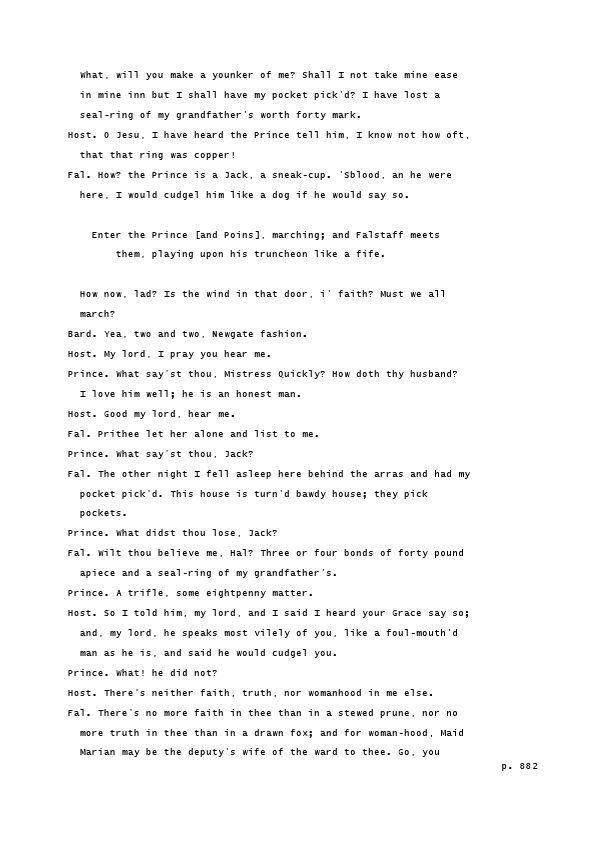 What, will you make a younker of me? Shall I not take mine ease
in mine inn but I shall have my pocket pick'd? I have lost a
seal-ring of my grandfather's worth forty mark.
Host. O Jesu, I have heard the Prince tell him, I know not how oft,
that that ring was copper!
Fal. How? the Prince is a Jack, a sneak-cup. 'Sblood, an he were
here, I would cudgel him like a dog if he would say so.
Enter the Prince [and Poins], marching; and Falstaff meets
them, playing upon his truncheon like a fife.
How now, lad? Is the wind in that door, i' faith? Must we all
march?
Bard. Yea, two and two, Newgate fashion.
Host. My lord, I pray you hear me.
Prince. What say'st thou, Mistress Quickly? How doth thy husband?
I love him well; he is an honest man.
Host. Good my lord, hear me.
Fal. Prithee let her alone and list to me.
Prince. What say'st thou, Jack?
Fal. The other night I fell asleep here behind the arras and had my
pocket pick'd. This house is turn'd bawdy house; they pick
pockets.
Prince. What didst thou lose, Jack?
Fal. Wilt thou believe me, Hal? Three or four bonds of forty pound
apiece and a seal-ring of my grandfather's.
Prince. A trifle, some eightpenny matter.
Host. So I told him, my lord, and I said I heard your Grace say so;
and, my lord, he speaks most vilely of you, like a foul-mouth'd
man as he is, and said he would cudgel you.
Prince. What! he did not?
Host. There's neither faith, truth, nor womanhood in me else.
Fal. There's no more faith in thee than in a stewed prune, nor no
more truth in thee than in a drawn fox; and for woman-hood, Maid
Marian may be the deputy's wife of the ward to thee. Go, you
p. 882